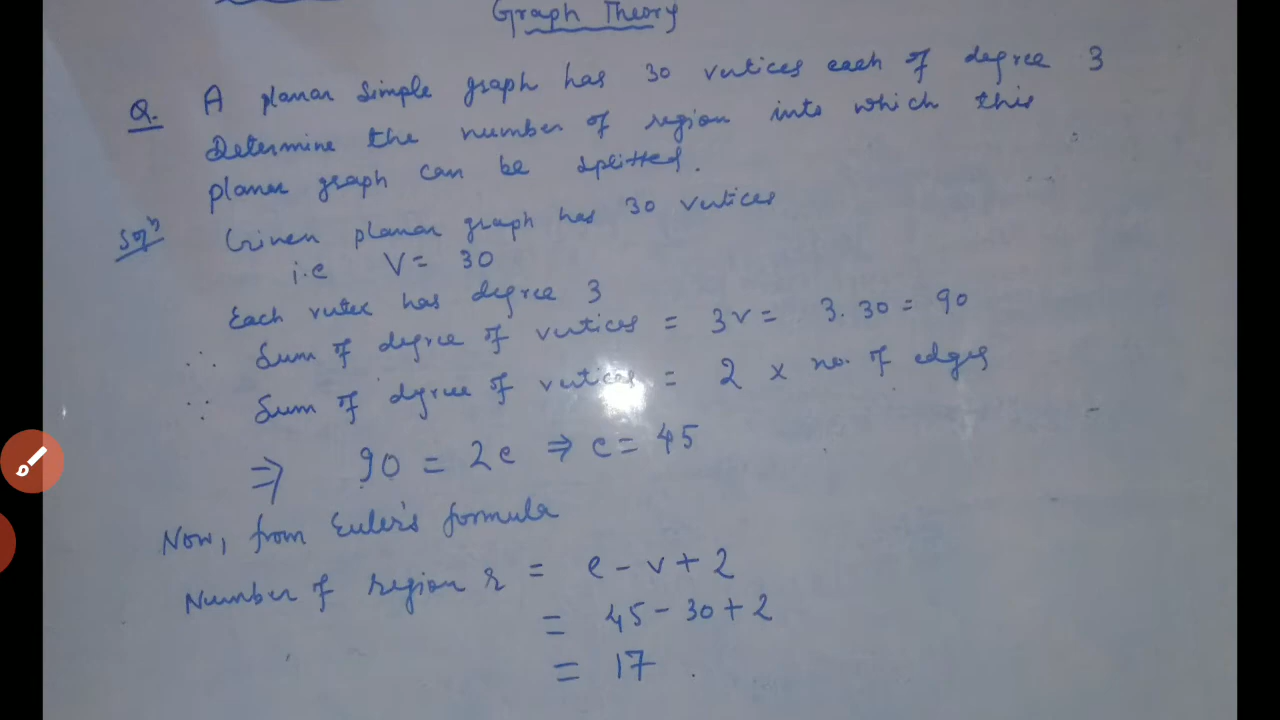 Graph Theory
Q. A planar simple graph has 30 vertices each of degree 3
Determine the number of region into which this
planar graph can be splitted.
Solⁿ Given planar graph has 30 vertices
i.e V = 30
Each vertex has degree 3
∴ Sum of degree of vertices = 3v = 3.30 = 90
∵ Sum of degree of vertices = 2 x no. of edges
⇒ 90 = 2e ⇒ e = 45
Now, from Euler's formula
Number of region r = e - v + 2
= 45 - 30 + 2
= 17